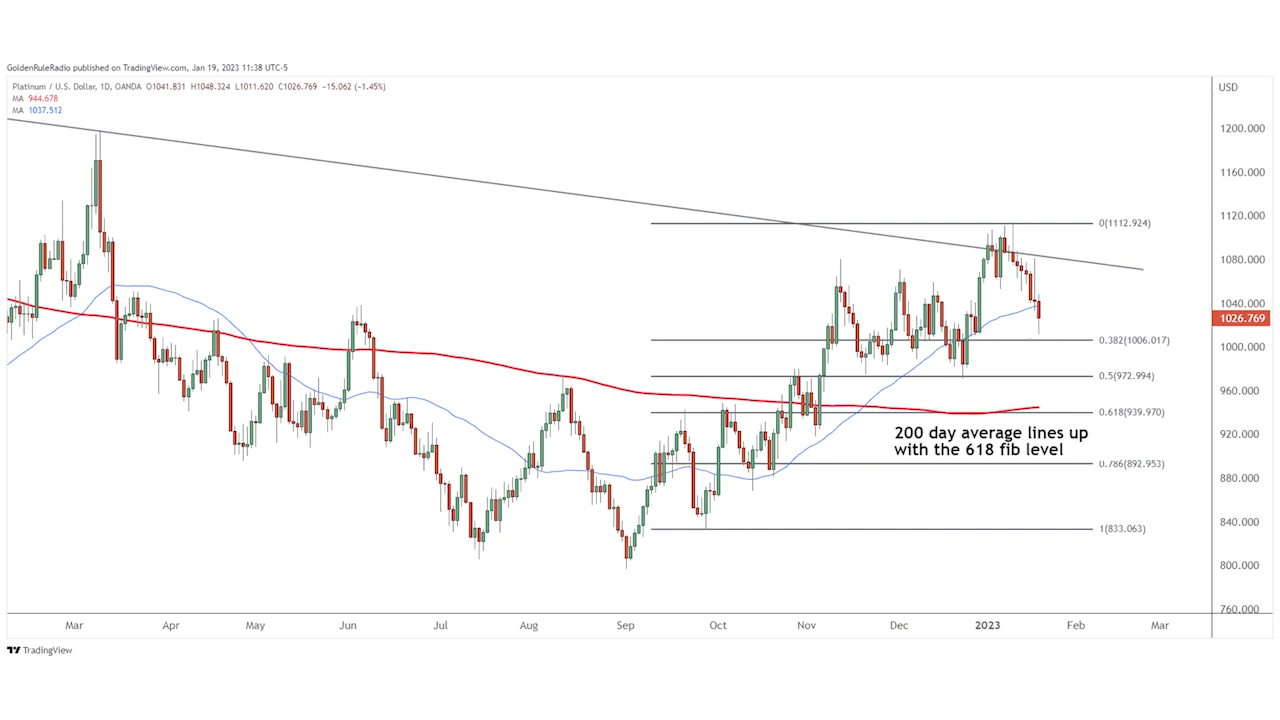 GoldenRuleRadio published on TradingView.com, Jan 19, 2023 11:38 UTC-5
Platinum / U.S. Dollar, 1D, OANDA O1041.831 H1048.324 L1011.620 C1026.769 −15.062 (−1.45%)
MA 944.678
MA 1037.512
USD
1200.000
1160.000
1120.000
1080.000
1040.000
1026.769
1000.000
960.000
920.000
880.000
840.000
800.000
760.000
0(1112.924)
0.382(1006.017)
0.5(972.994)
0.618(939.970)
200 day average lines up
with the 618 fib level
0.786(892.953)
1(833.063)
Mar Apr May Jun Jul Aug Sep Oct Nov Dec 2023 Feb Mar
TradingView